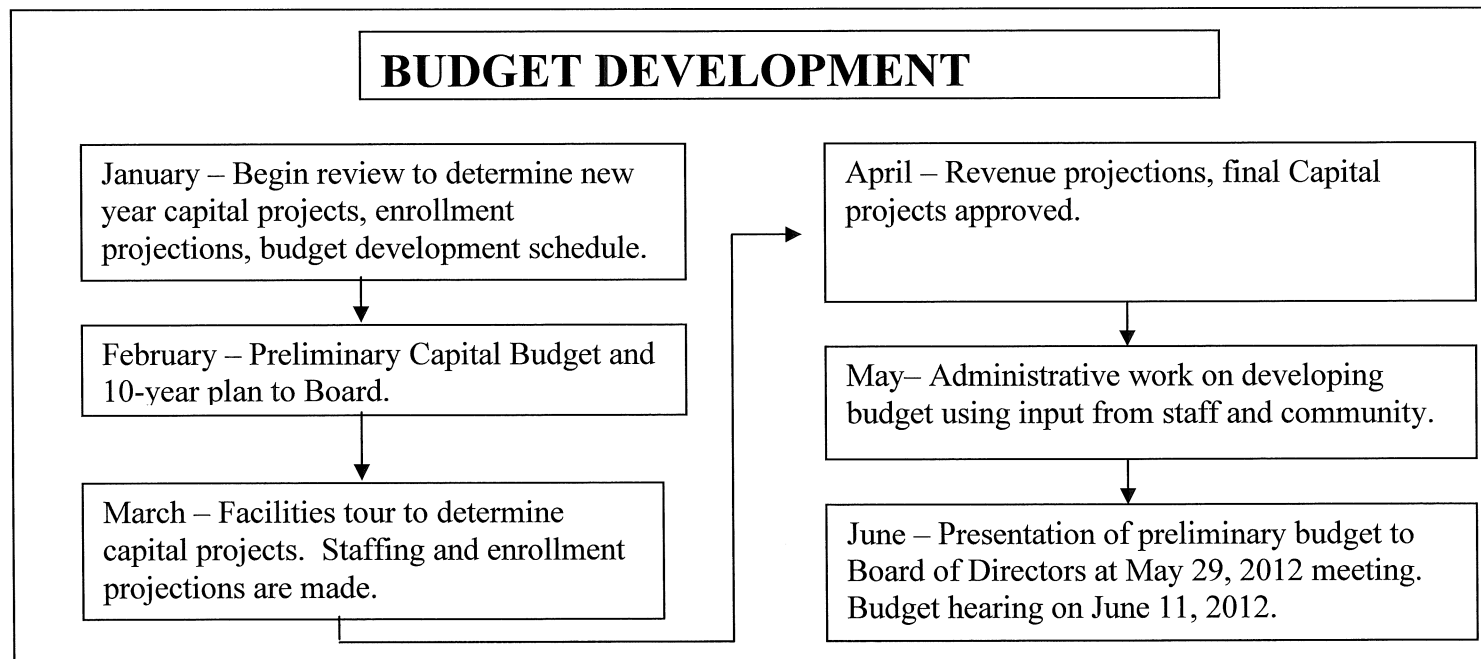 BUDGET DEVELOPMENT
January – Begin review to determine new
year capital projects, enrollment
projections, budget development schedule.
February – Preliminary Capital Budget and
10-year plan to Board.
March – Facilities tour to determine
capital projects.  Staffing and enrollment
projections are made.
April – Revenue projections, final Capital
projects approved.
May– Administrative work on developing
budget using input from staff and community.
June – Presentation of preliminary budget to
Board of Directors at May 29, 2012 meeting.
Budget hearing on June 11, 2012.